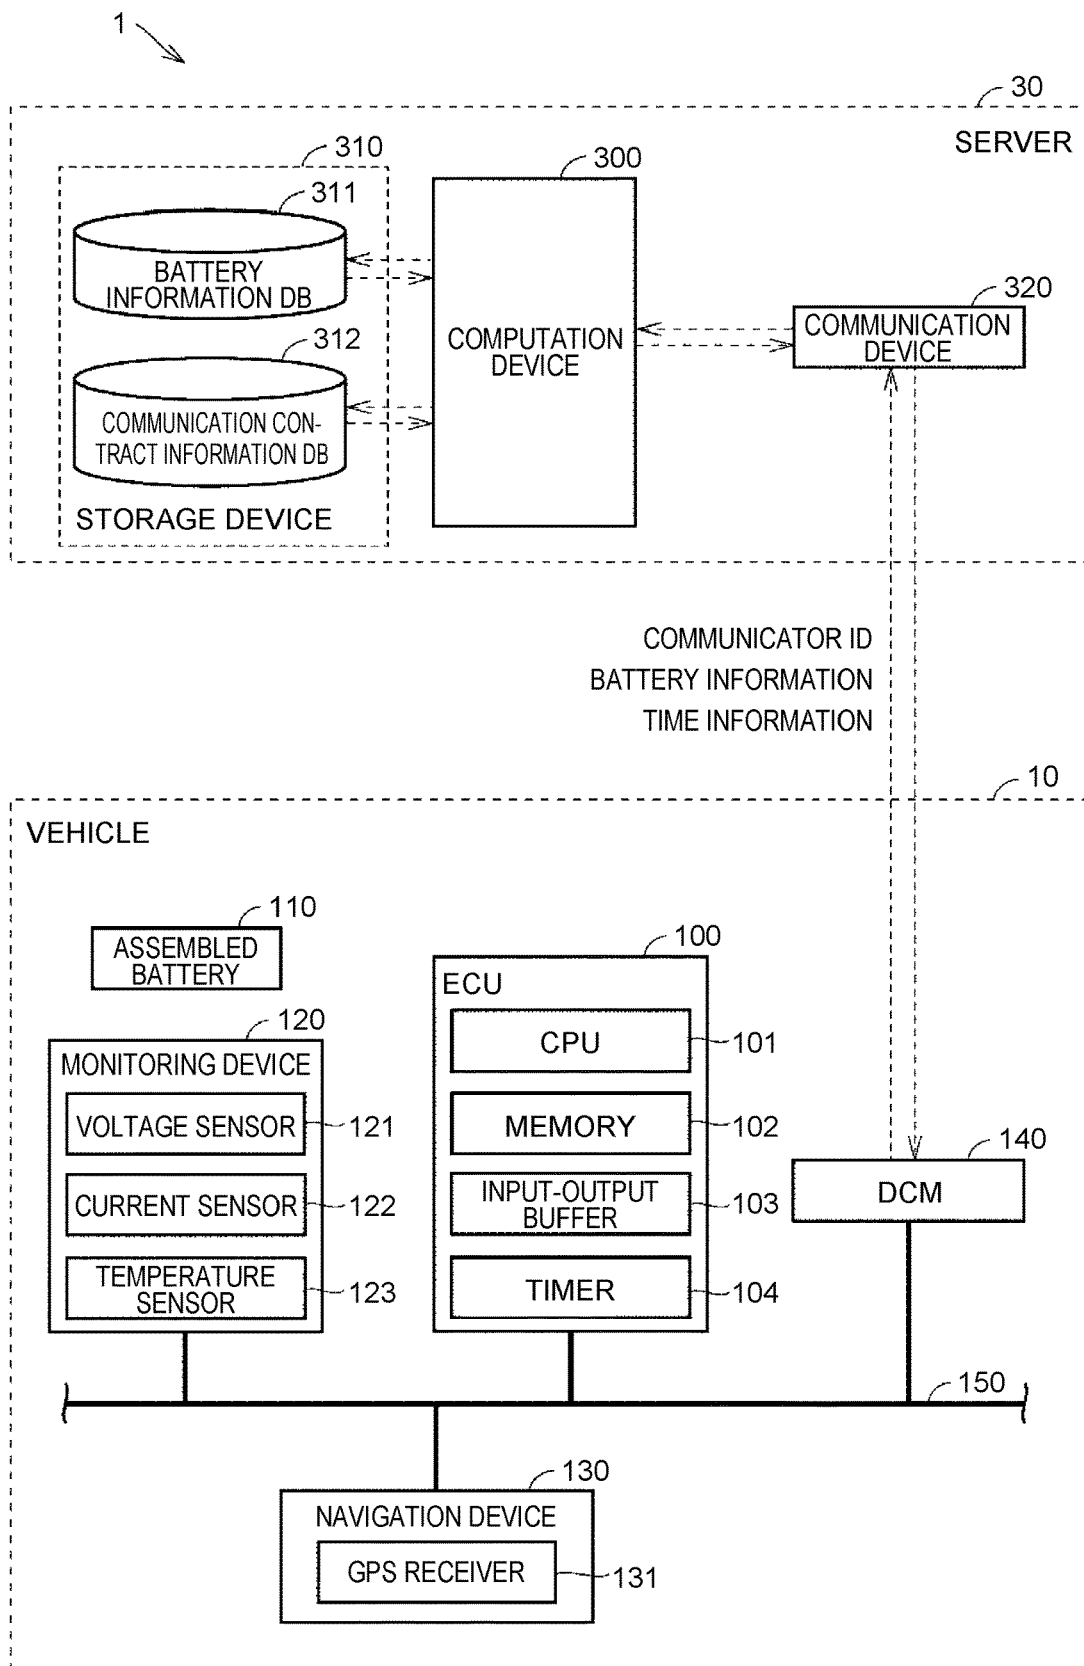 1
30
SERVER
310
300
311
BATTERY
INFORMATION DB
320
COMMUNICATION
DEVICE
COMPUTATION
DEVICE
312
COMMUNICATION CON-
TRACT INFORMATION DB
STORAGE DEVICE
COMMUNICATOR ID
BATTERY INFORMATION
TIME INFORMATION
10
VEHICLE
110
ASSEMBLED
BATTERY
100
ECU
CPU
101
MEMORY
102
INPUT-OUTPUT
BUFFER
103
TIMER
104
120
MONITORING DEVICE
VOLTAGE SENSOR
121
CURRENT SENSOR
122
TEMPERATURE
SENSOR
123
140
DCM
150
130
NAVIGATION DEVICE
GPS RECEIVER
131